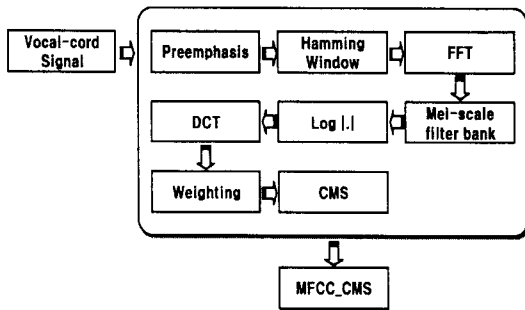 Vocal-cord
Signal
Preemphasis
Hamming
Window
FFT
DCT
Log |.|
Mel-scale
filter bank
Weighting
CMS
MFCC_CMS